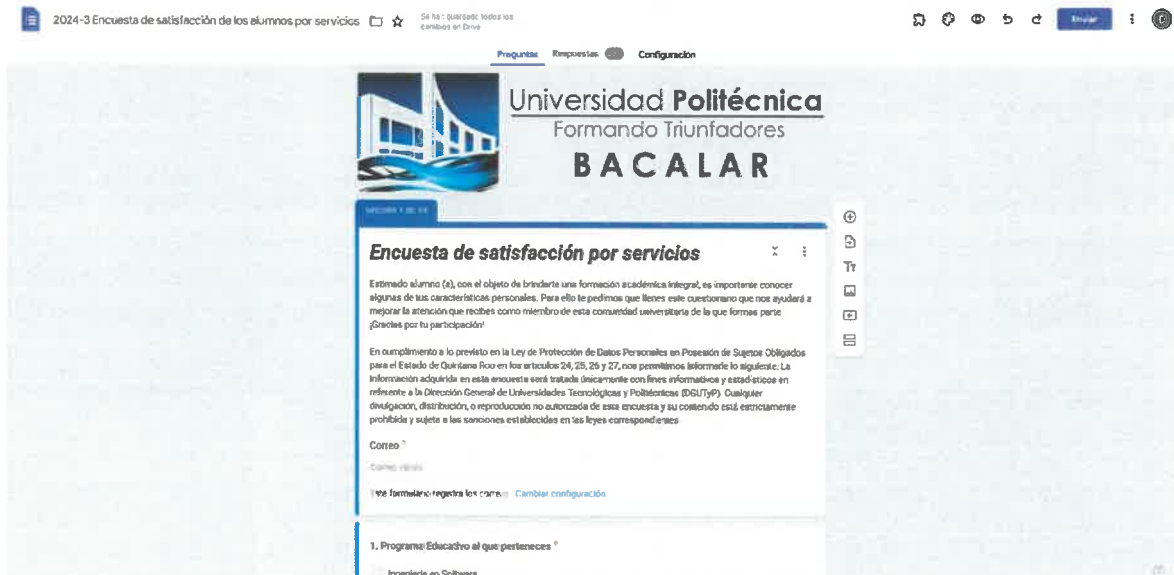 2024-3 Encuesta de satisfacción de los alumnos por servicios
Se han guardado todos los
cambios en Drive
Enviar
Preguntas Respuestas Configuración
Universidad Politécnica
Formando Triunfadores
BACALAR
Encuesta de satisfacción por servicios
Estimado alumno (a), con el objeto de brindarte una formación académica integral, es importante conocer
algunas de tus características personales. Para ello te pedimos que llenes este cuestionario que nos ayudará a
mejorar la atención que recibes como miembro de esta comunidad universitaria de la que formas parte
¡Gracias por tu participación!
En cumplimiento a lo previsto en la Ley de Protección de Datos Personales en Posesión de Sujetos Obligados
para el Estado de Quintana Roo en los artículos 24, 25, 26 y 27, nos permitimos informarle lo siguiente: La
información adquirida en esta encuesta será tratada únicamente con fines informativos y estadísticos en
referente a la Dirección General de Universidades Tecnológicas y Politécnicas (DGUTyP). Cualquier
divulgación, distribución, o reproducción no autorizada de esta encuesta y su contenido está estrictamente
prohibida y sujeta a las sanciones establecidas en las leyes correspondientes
Correo *
Correo válido
Este formulario registra los correos. Cambiar configuración
1. Programa Educativo al que perteneces *
Ingeniería en Software
Tт